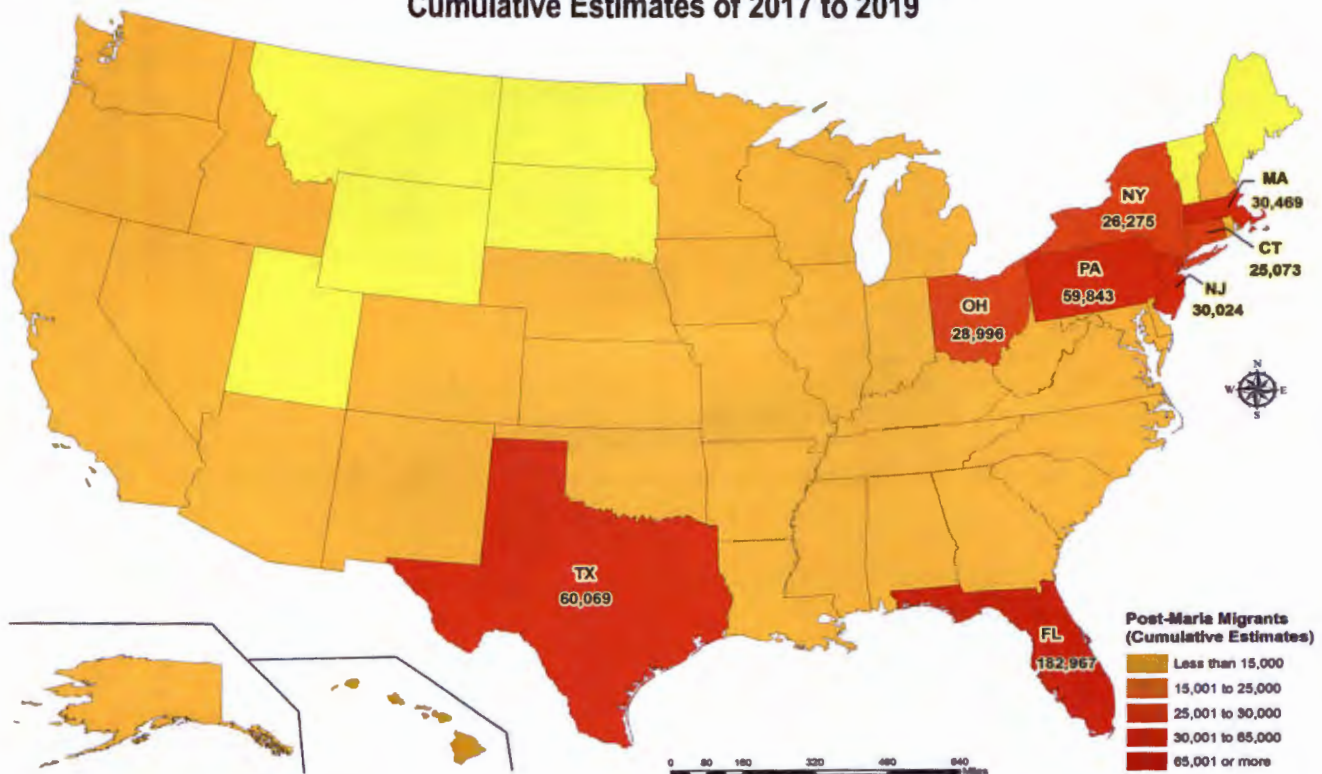 Cumulative Estimates of 2017 to 2019
MA
30,469
NY
26,275
CT
25,073
PA
59,843
NJ
30,024
OH
28,996
N
W E
S
TX
60,069
FL
182,967
Post-Maria Migrants
(Cumulative Estimates)
Less than 15,000
15,001 to 25,000
25,001 to 30,000
30,001 to 65,000
65,001 or more
0 80 160 320 480 640
Miles